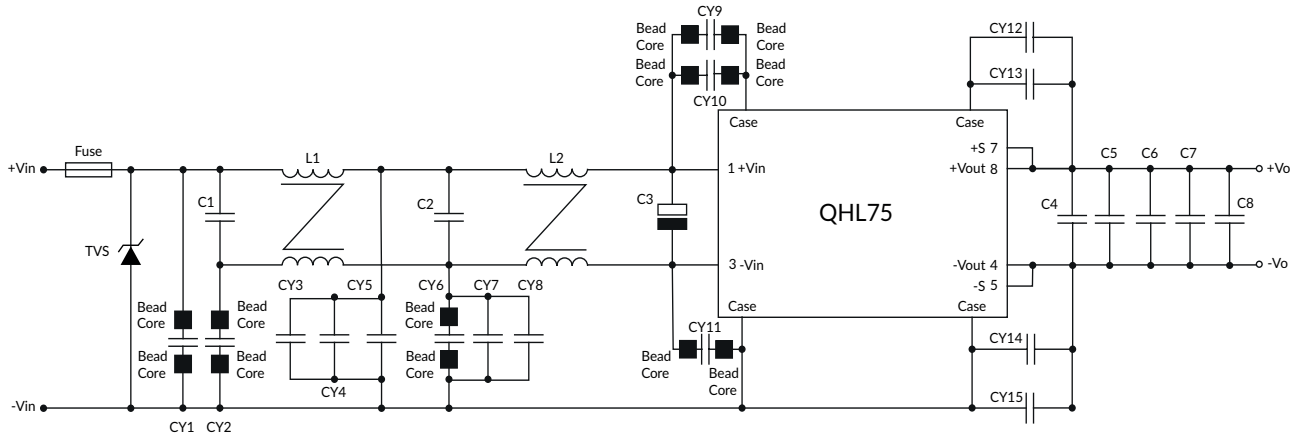 CY9
Bead
Core
Bead
Core
Bead
Core
Bead
Core
CY10
CY12
CY13
Case
Case
+Vin
Fuse
L1
L2
1 +Vin
+S 7
+Vout 8
C5
C6
C7
+Vo
C1
C2
C3
QHL75
C4
C8
TVS
3 -Vin
-Vout 4
-S 5
-Vo
CY3
CY5
CY6
CY7
CY8
Case
Case
Bead
Core
Bead
Core
Bead
Core
Bead
Core
Bead
Core
Bead
Core
CY4
CY11
Bead
Core
Bead
Core
CY14
-Vin
CY15
CY1
CY2